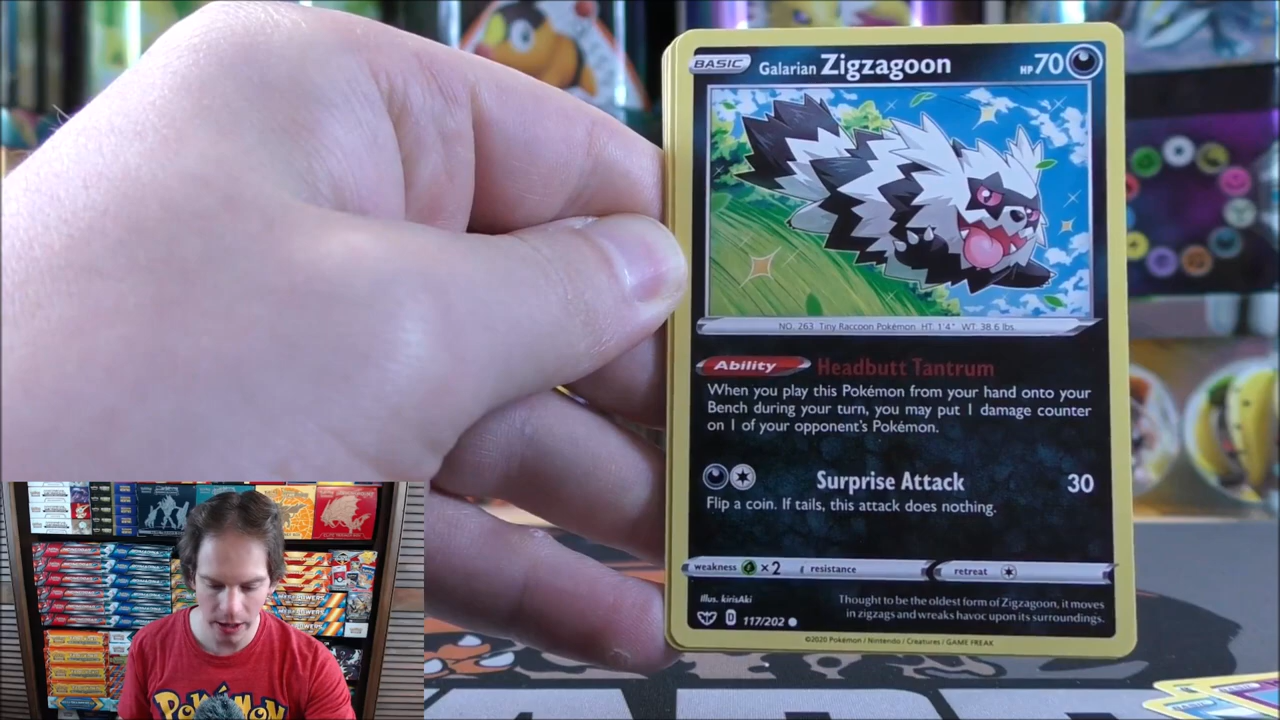 BASIC Galarian Zigzagoon HP 70
NO. 263 Tiny Raccoon Pokémon HT: 1'4" WT: 38.6 lbs.
Ability Headbutt Tantrum
When you play this Pokémon from your hand onto your
Bench during your turn, you may put 1 damage counter
on 1 of your opponent's Pokémon.
Surprise Attack 30
Flip a coin. If tails, this attack does nothing.
weakness ×2 resistance retreat
Illus. kirisAki
Thought to be the oldest form of Zigzagoon, it moves
in zigzags and wreaks havoc upon its surroundings.
D 117/202
©2020 Pokémon / Nintendo / Creatures / GAME FREAK
POKÉMON